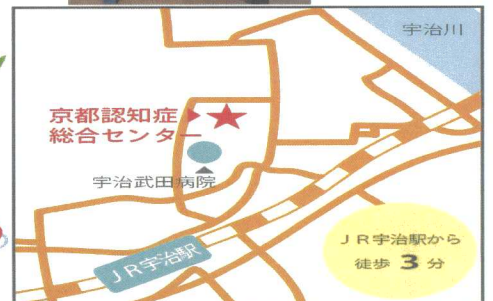 宇治川
京都認知症
総合センター
宇治武田病院
JR宇治駅
JR宇治駅から
徒歩 3 分